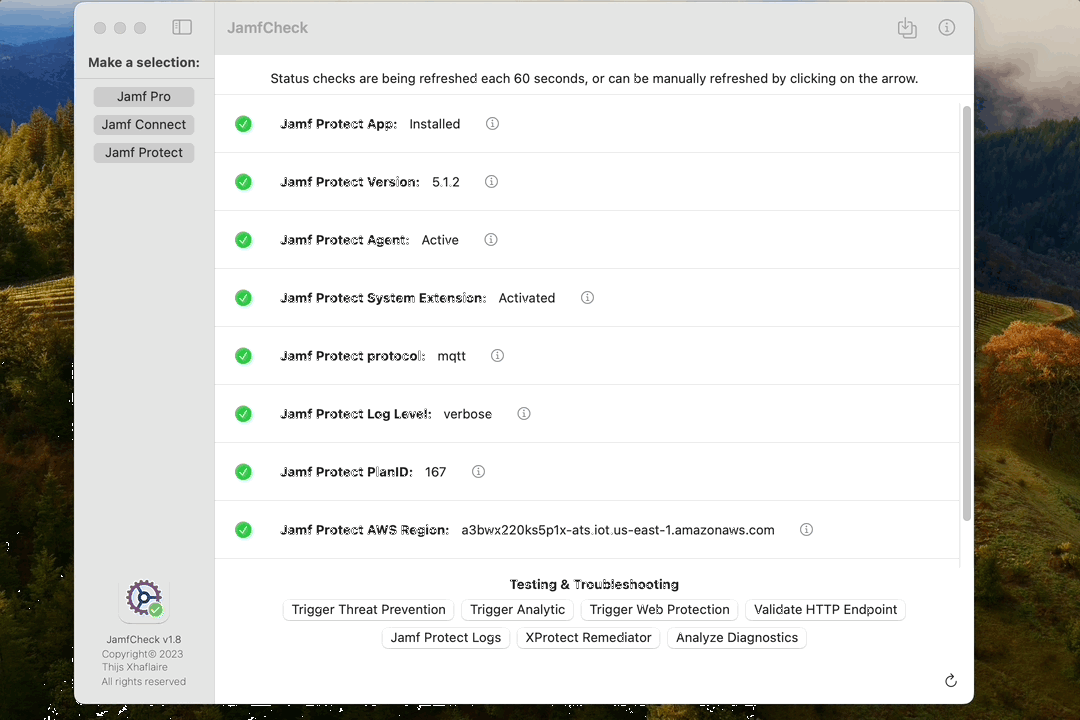 JamfCheck
Make a selection:
Jamf Pro
Jamf Connect
Jamf Protect
Status checks are being refreshed each 60 seconds, or can be manually refreshed by clicking on the arrow.
Jamf Protect App: Installed
Jamf Protect Version: 5.1.2
Jamf Protect Agent: Active
Jamf Protect System Extension: Activated
Jamf Protect protocol: mqtt
Jamf Protect Log Level: verbose
Jamf Protect PlanID: 167
Jamf Protect AWS Region: a3bwx220ks5p1x-ats.iot.us-east-1.amazonaws.com
Testing & Troubleshooting
Trigger Threat Prevention Trigger Analytic Trigger Web Protection Validate HTTP Endpoint
Jamf Protect Logs XProtect Remediator Analyze Diagnostics
JamfCheck v1.8
Copyright© 2023
Thijs Xhaflaire
All rights reserved